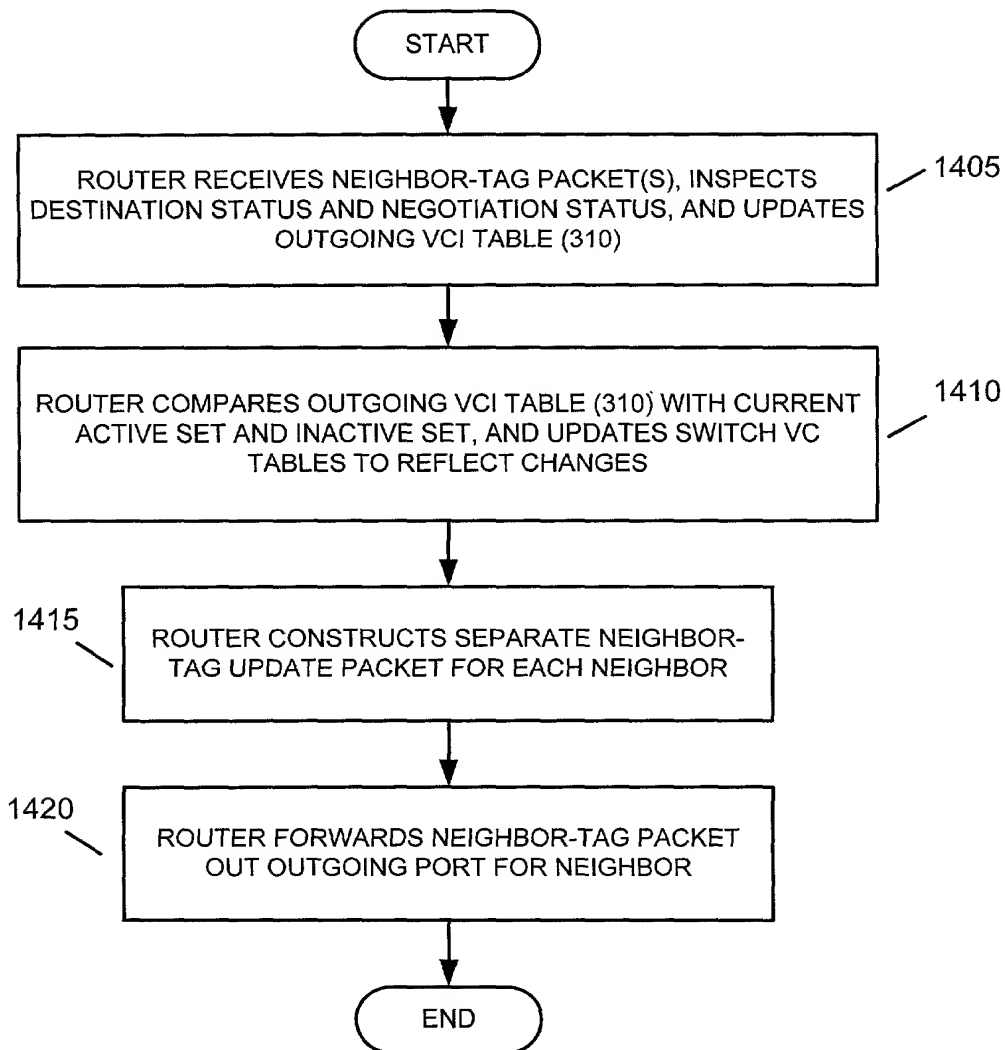 START
ROUTER RECEIVES NEIGHBOR-TAG PACKET(S), INSPECTS
DESTINATION STATUS AND NEGOTIATION STATUS, AND UPDATES
OUTGOING VCI TABLE (310)
1405
ROUTER COMPARES OUTGOING VCI TABLE (310) WITH CURRENT
ACTIVE SET AND INACTIVE SET, AND UPDATES SWITCH VC
TABLES TO REFLECT CHANGES
1410
1415
ROUTER CONSTRUCTS SEPARATE NEIGHBOR-
TAG UPDATE PACKET FOR EACH NEIGHBOR
1420
ROUTER FORWARDS NEIGHBOR-TAG PACKET
OUT OUTGOING PORT FOR NEIGHBOR
END